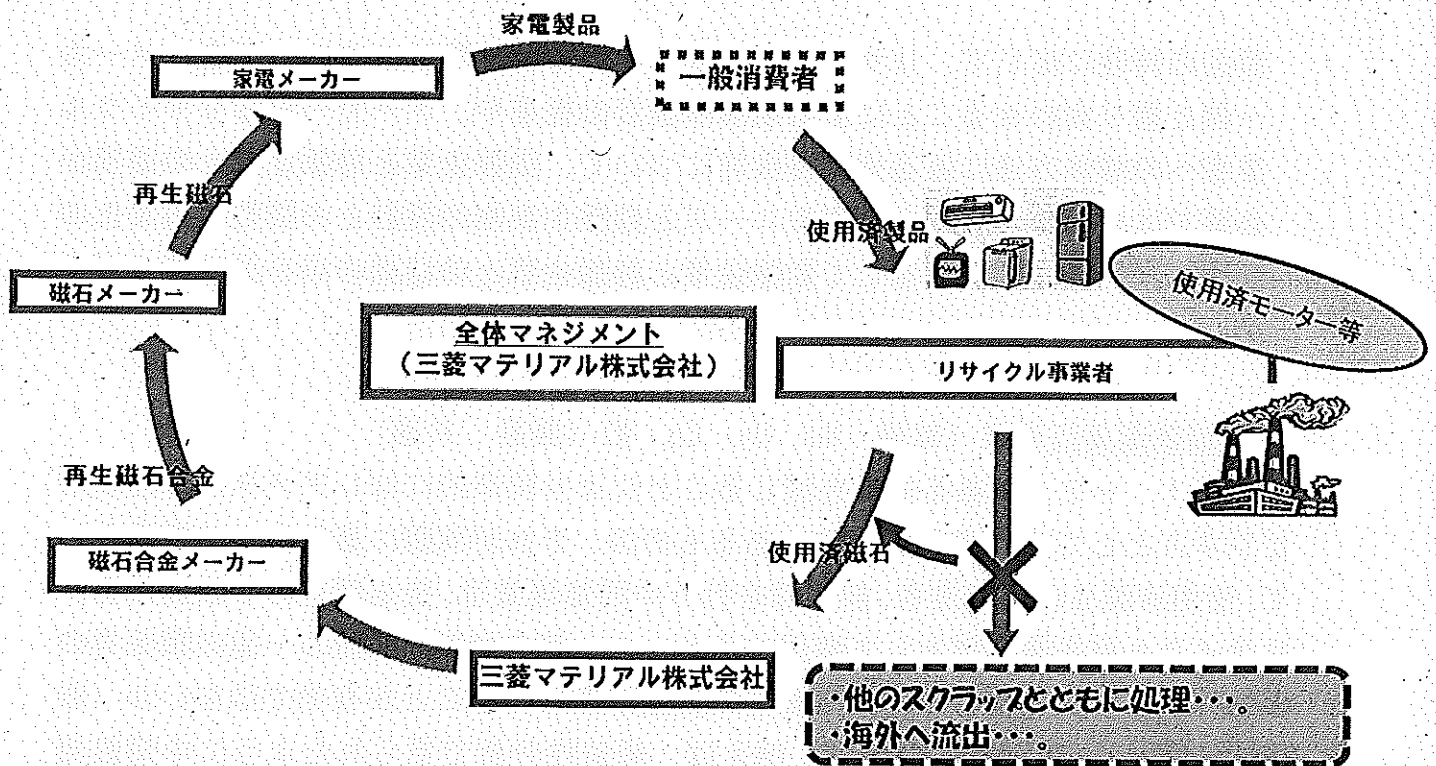 家電製品
家電メーカー
一般消費者
再生磁石
使用済製品
使用済モーター等
磁石メーカー
全体マネジメント
（三菱マテリアル株式会社）
リサイクル事業者
再生磁石合金
使用済磁石
磁石合金メーカー
三菱マテリアル株式会社
・他のスクラップとともに処理・・・。
・海外へ流出・・・。